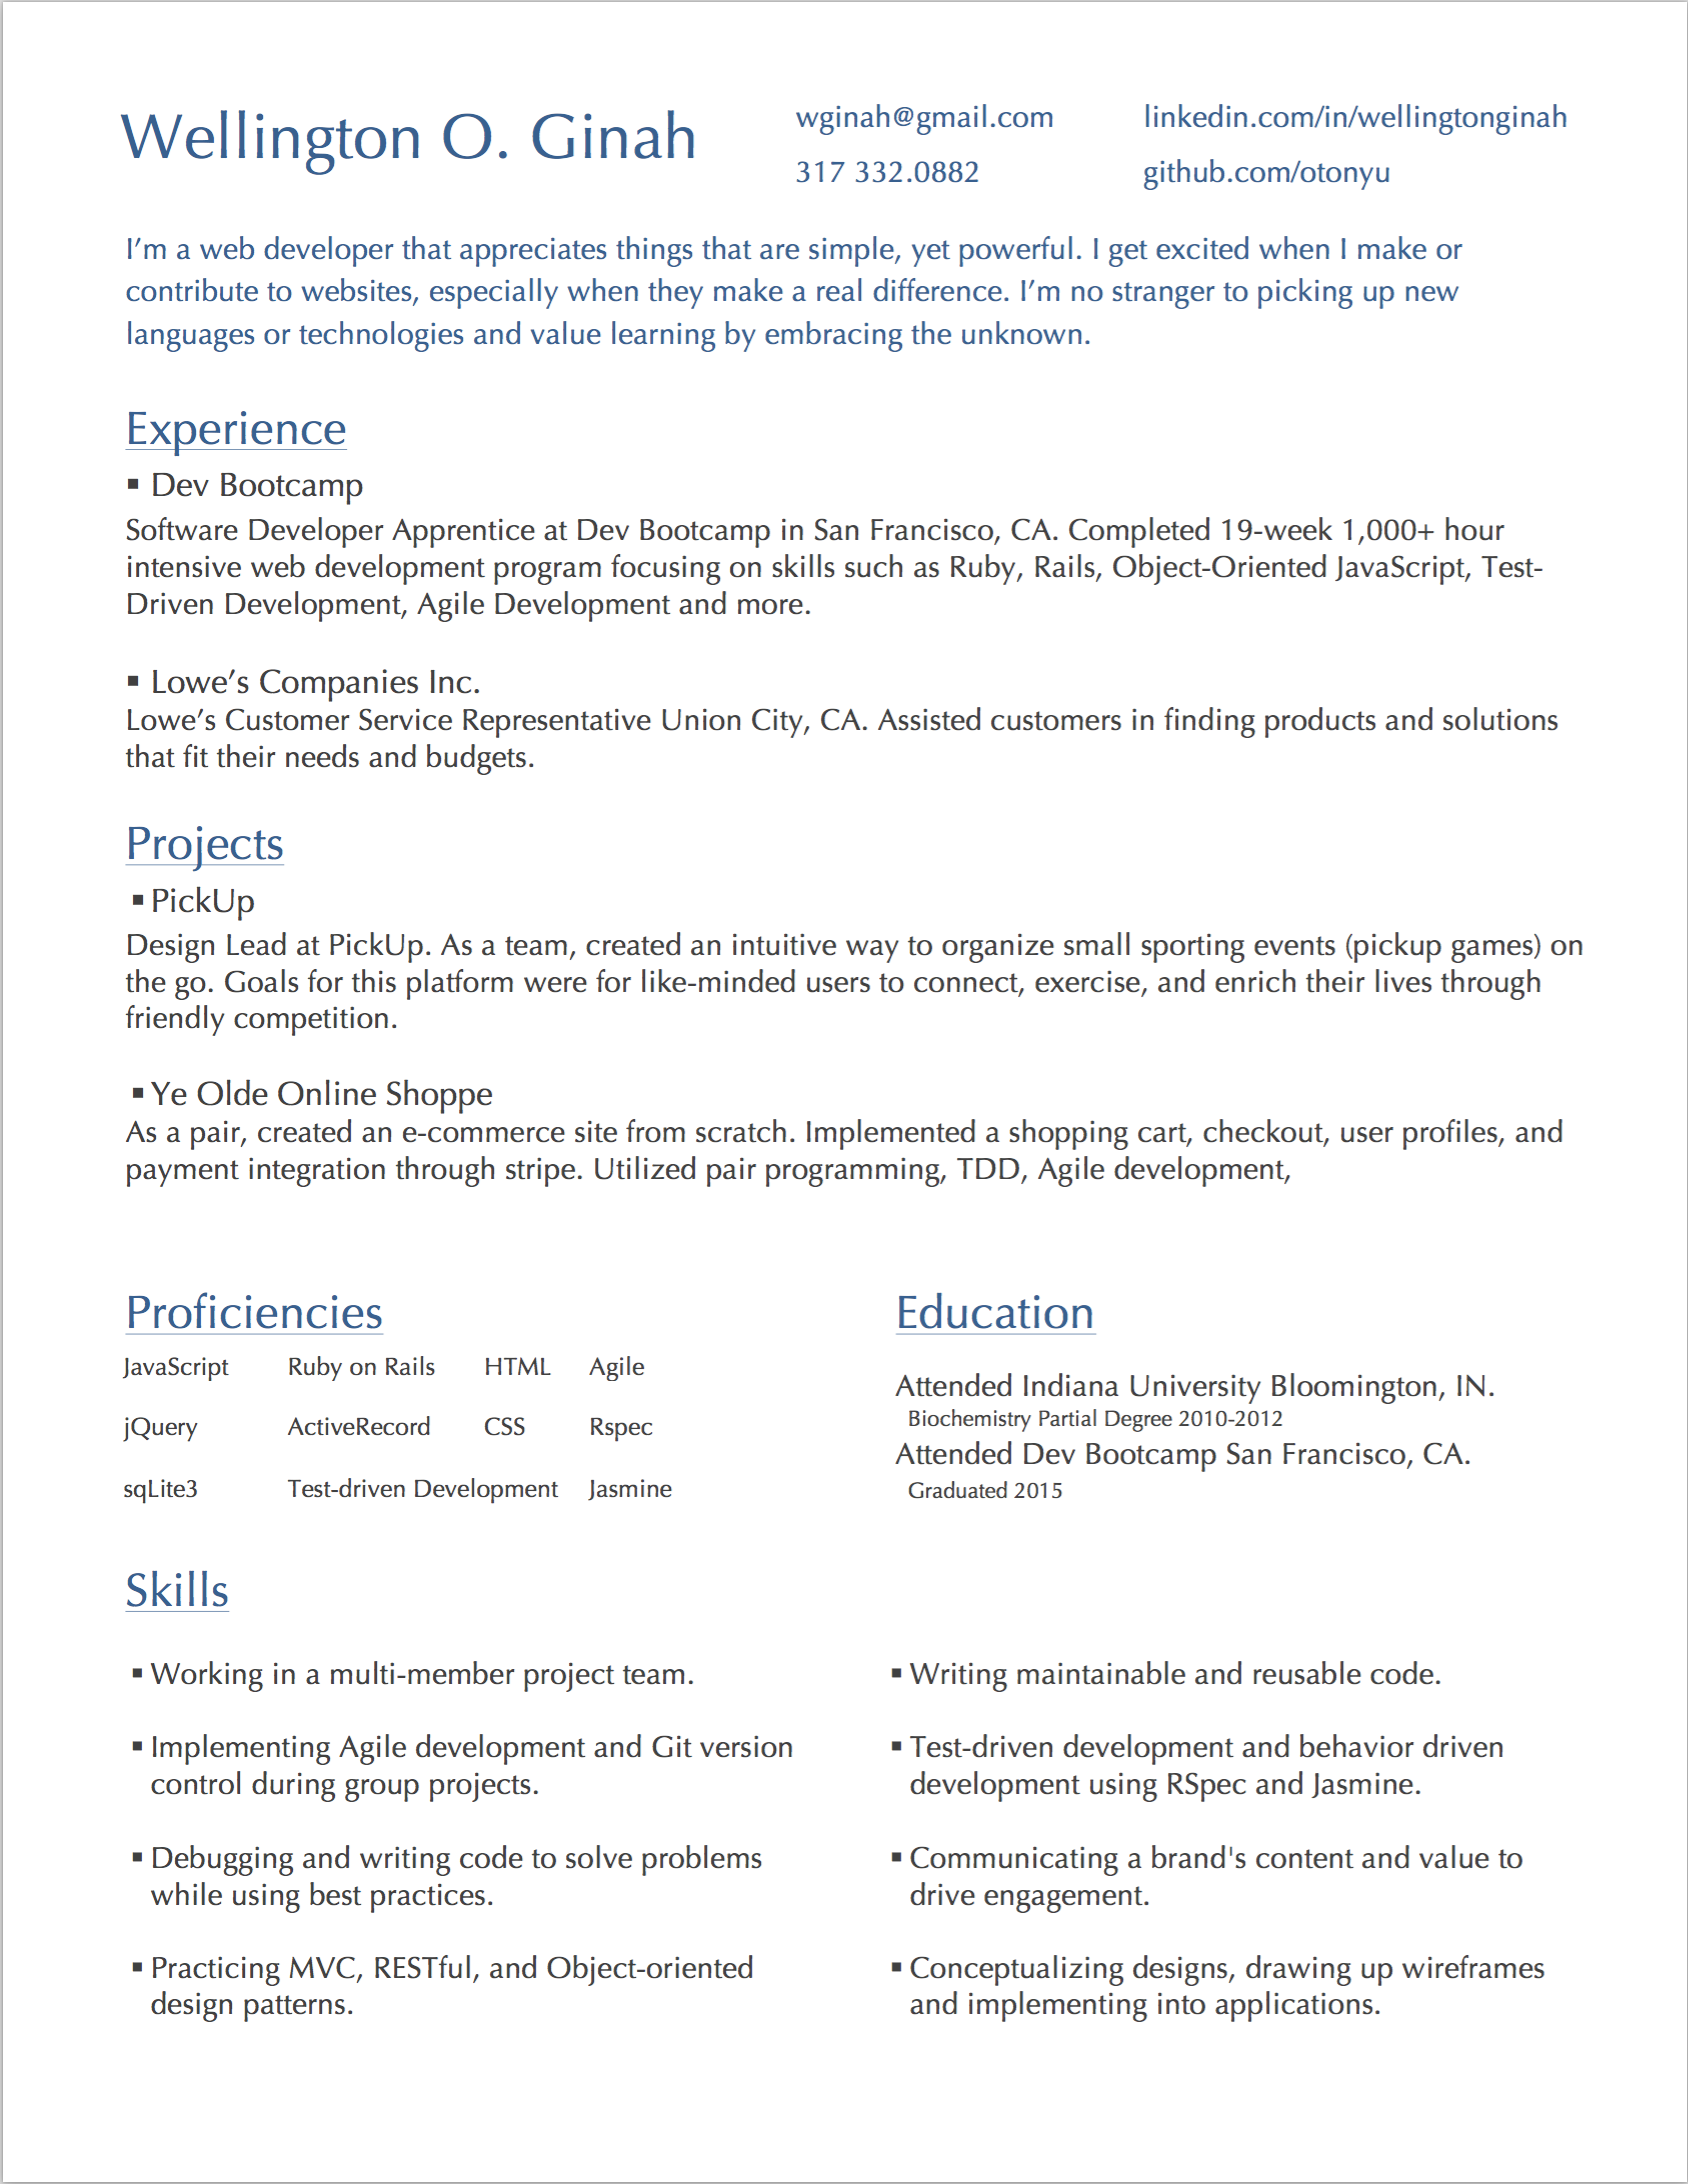 Wellington O. Ginah
wginah@gmail.com
linkedin.com/in/wellingtonginah
317 332.0882
github.com/otonyu
I’m a web developer that appreciates things that are simple, yet powerful. I get excited when I make or
contribute to websites, especially when they make a real difference. I’m no stranger to picking up new
languages or technologies and value learning by embracing the unknown.
Experience
▪ Dev Bootcamp
Software Developer Apprentice at Dev Bootcamp in San Francisco, CA. Completed 19-week 1,000+ hour
intensive web development program focusing on skills such as Ruby, Rails, Object-Oriented JavaScript, Test-
Driven Development, Agile Development and more.
▪ Lowe’s Companies Inc.
Lowe’s Customer Service Representative Union City, CA. Assisted customers in finding products and solutions
that fit their needs and budgets.
Projects
▪ PickUp
Design Lead at PickUp. As a team, created an intuitive way to organize small sporting events (pickup games) on
the go. Goals for this platform were for like-minded users to connect, exercise, and enrich their lives through
friendly competition.
▪ Ye Olde Online Shoppe
As a pair, created an e-commerce site from scratch. Implemented a shopping cart, checkout, user profiles, and
payment integration through stripe. Utilized pair programming, TDD, Agile development,
Proficiencies
JavaScript Ruby on Rails HTML Agile
jQuery ActiveRecord CSS Rspec
sqLite3 Test-driven Development Jasmine
Education
Attended Indiana University Bloomington, IN.
Biochemistry Partial Degree 2010-2012
Attended Dev Bootcamp San Francisco, CA.
Graduated 2015
Skills
▪ Working in a multi-member project team.
▪ Implementing Agile development and Git version
control during group projects.
▪ Debugging and writing code to solve problems
while using best practices.
▪ Practicing MVC, RESTful, and Object-oriented
design patterns.
▪ Writing maintainable and reusable code.
▪ Test-driven development and behavior driven
development using RSpec and Jasmine.
▪ Communicating a brand's content and value to
drive engagement.
▪ Conceptualizing designs, drawing up wireframes
and implementing into applications.